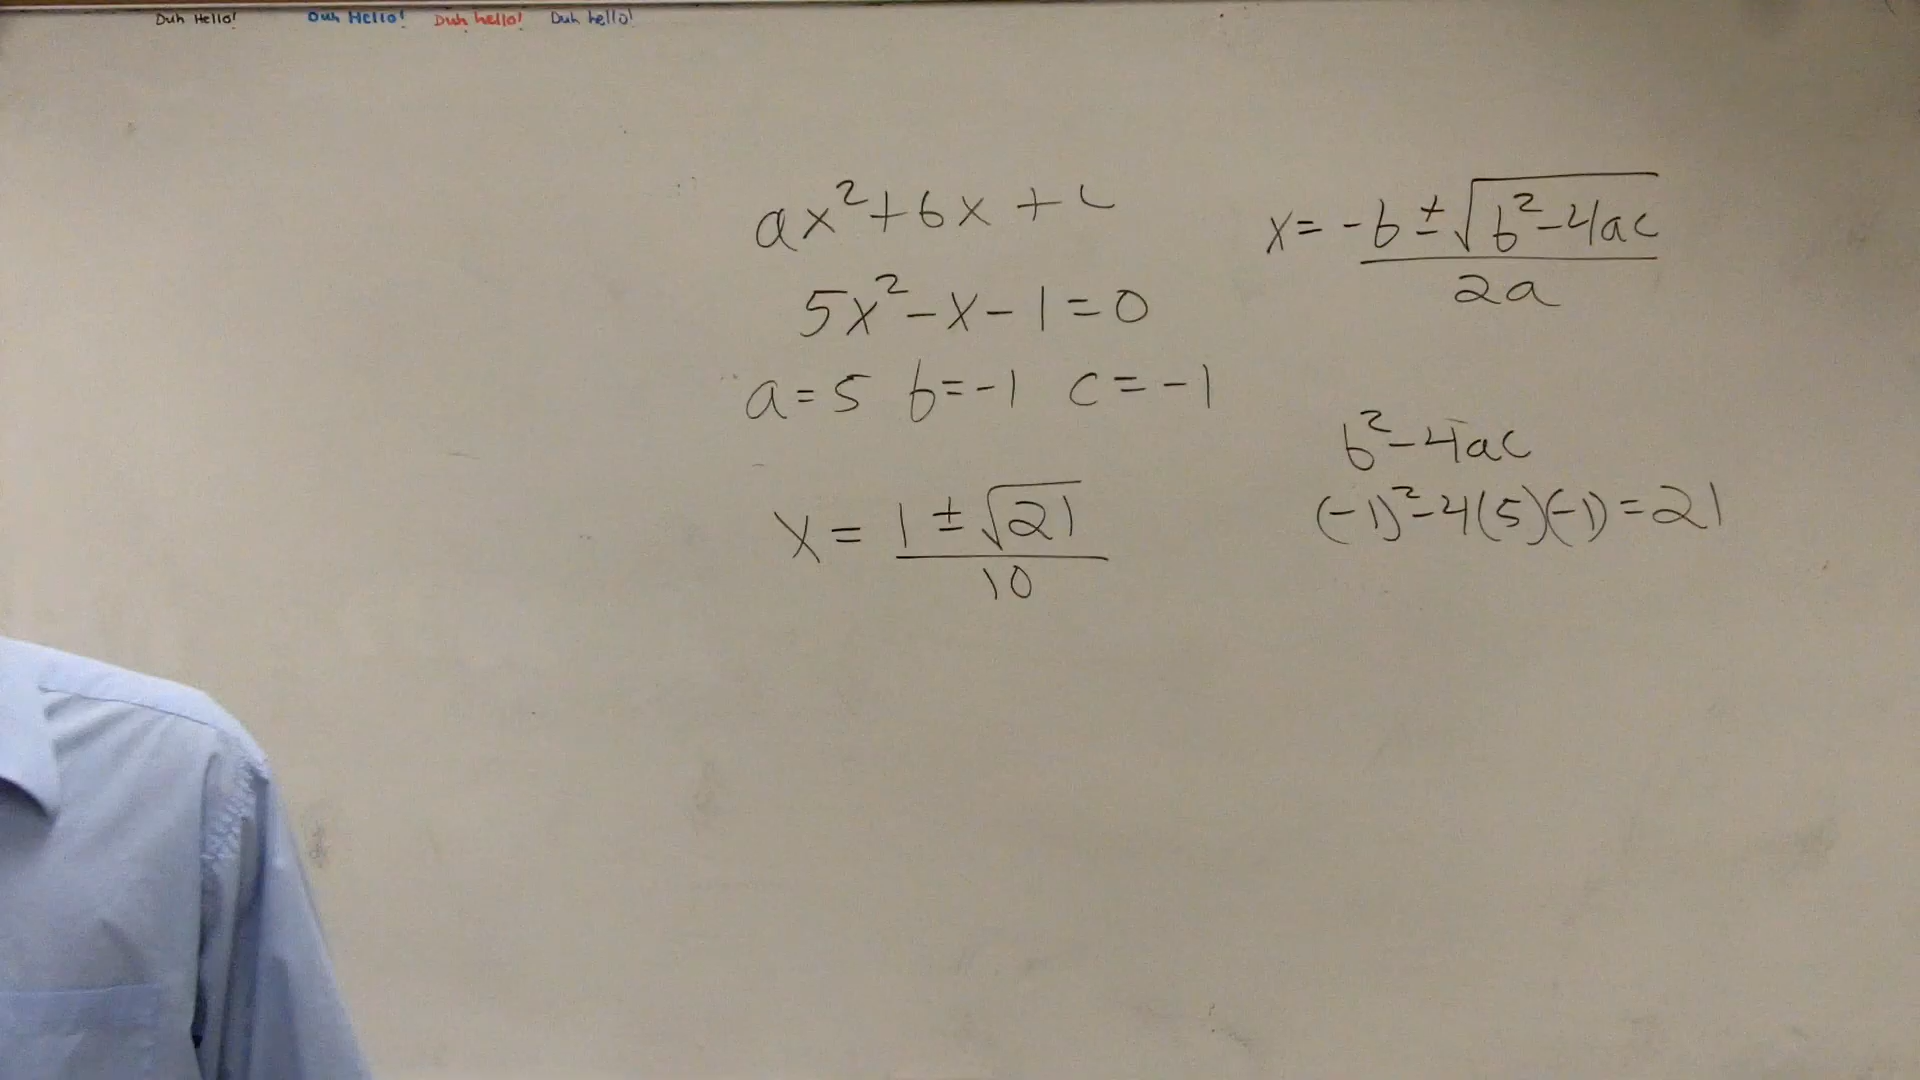 Duh Hello! Duh Hello! Duh hello! Duh hello!
ax²+bx+c
x = -b ± √(b²-4ac) / 2a
5x²-x-1=0
a=5 b=-1 c=-1
b²-4ac
(-1)²-4(5)(-1)=21
x = 1 ± √21 / 10